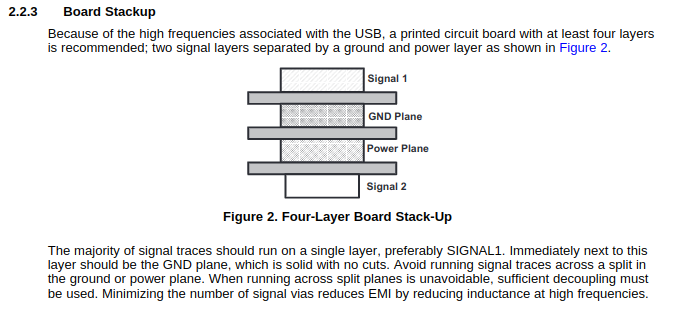 2.2.3 Board Stackup
Because of the high frequencies associated with the USB, a printed circuit board with at least four layers
is recommended; two signal layers separated by a ground and power layer as shown in Figure 2.
Signal 1
GND Plane
Power Plane
Signal 2
Figure 2. Four-Layer Board Stack-Up
The majority of signal traces should run on a single layer, preferably SIGNAL1. Immediately next to this
layer should be the GND plane, which is solid with no cuts. Avoid running signal traces across a split in
the ground or power plane. When running across split planes is unavoidable, sufficient decoupling must
be used. Minimizing the number of signal vias reduces EMI by reducing inductance at high frequencies.